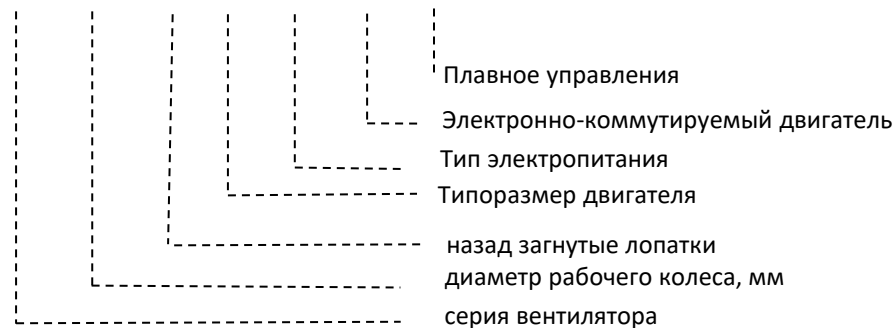 Плавное управления
Электронно-коммутируемый двигатель
Тип электропитания
Типоразмер двигателя
назад загнутые лопатки
диаметр рабочего колеса, мм
серия вентилятора